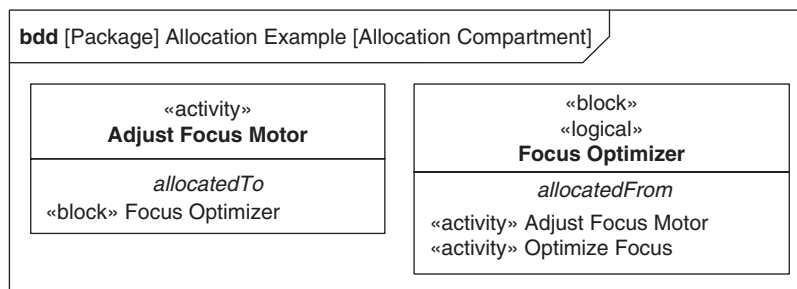 bdd [Package] Allocation Example [Allocation Compartment]
«activity»
Adjust Focus Motor
allocatedTo
«block» Focus Optimizer
«block»
«logical»
Focus Optimizer
allocatedFrom
«activity» Adjust Focus Motor
«activity» Optimize Focus